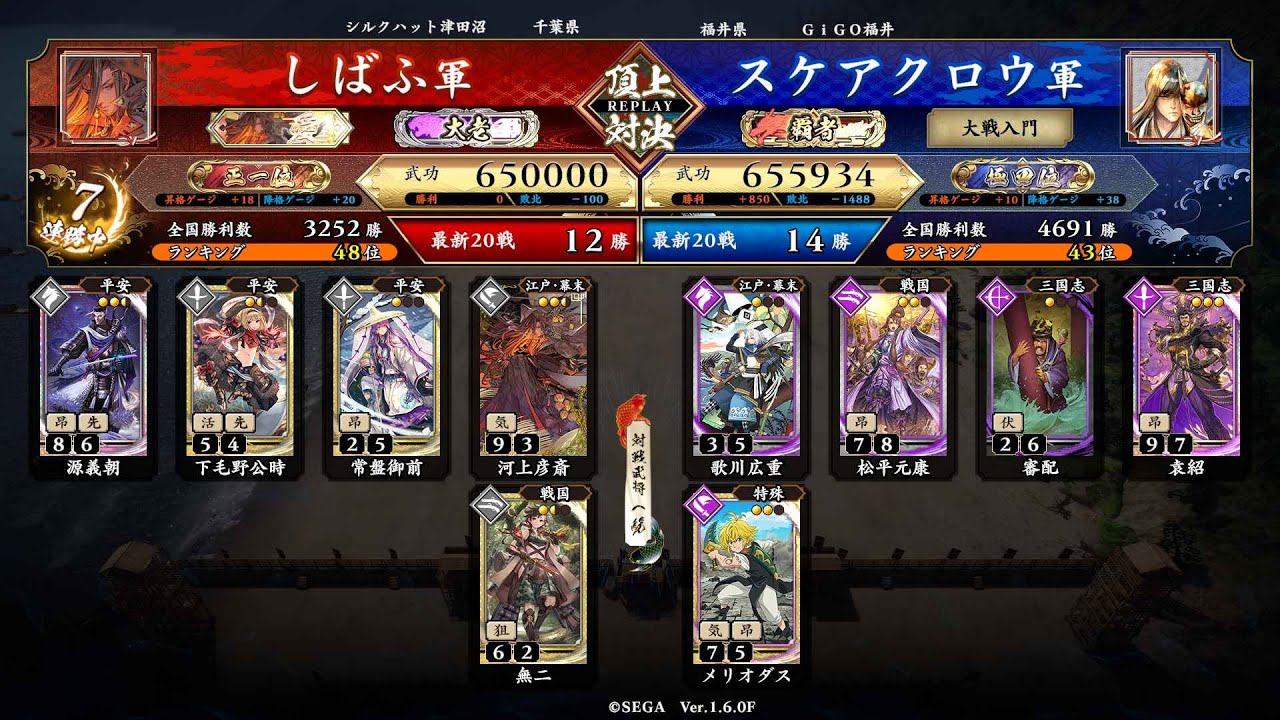 シルクハット津田沼 千葉県
福井県 GiGO福井
しばふ軍
頂上
REPLAY
対決
スケアクロウ軍
愛
大老
覇者
大戦入門
正一位
武功 650000
勝利 0 敗北 -100
昇格ゲージ +18 降格ゲージ +20
武功 655934
勝利 +850 敗北 -1488
昇格ゲージ +10 降格ゲージ +38
7
連勝中
全国勝利数 3252勝
ランキング 48位
最新20戦 12勝
最新20戦 14勝
全国勝利数 4691勝
ランキング 43位
平安
昂 先
8 6
源義朝
平安
活 先
5 4
下毛野公時
平安
昂
2 5
常盤御前
江戸・幕末
気
9 3
河上彦斎
江戸・幕末
3 5
歌川広重
戦国
昂
7 8
松平元康
三国志
伏
2 6
審配
三国志
昂
9 7
袁紹
対戦武将一覧
戦国
狙
6 2
無二
特殊
気 昂
7 5
メリオダス
©SEGA Ver.1.6.0F